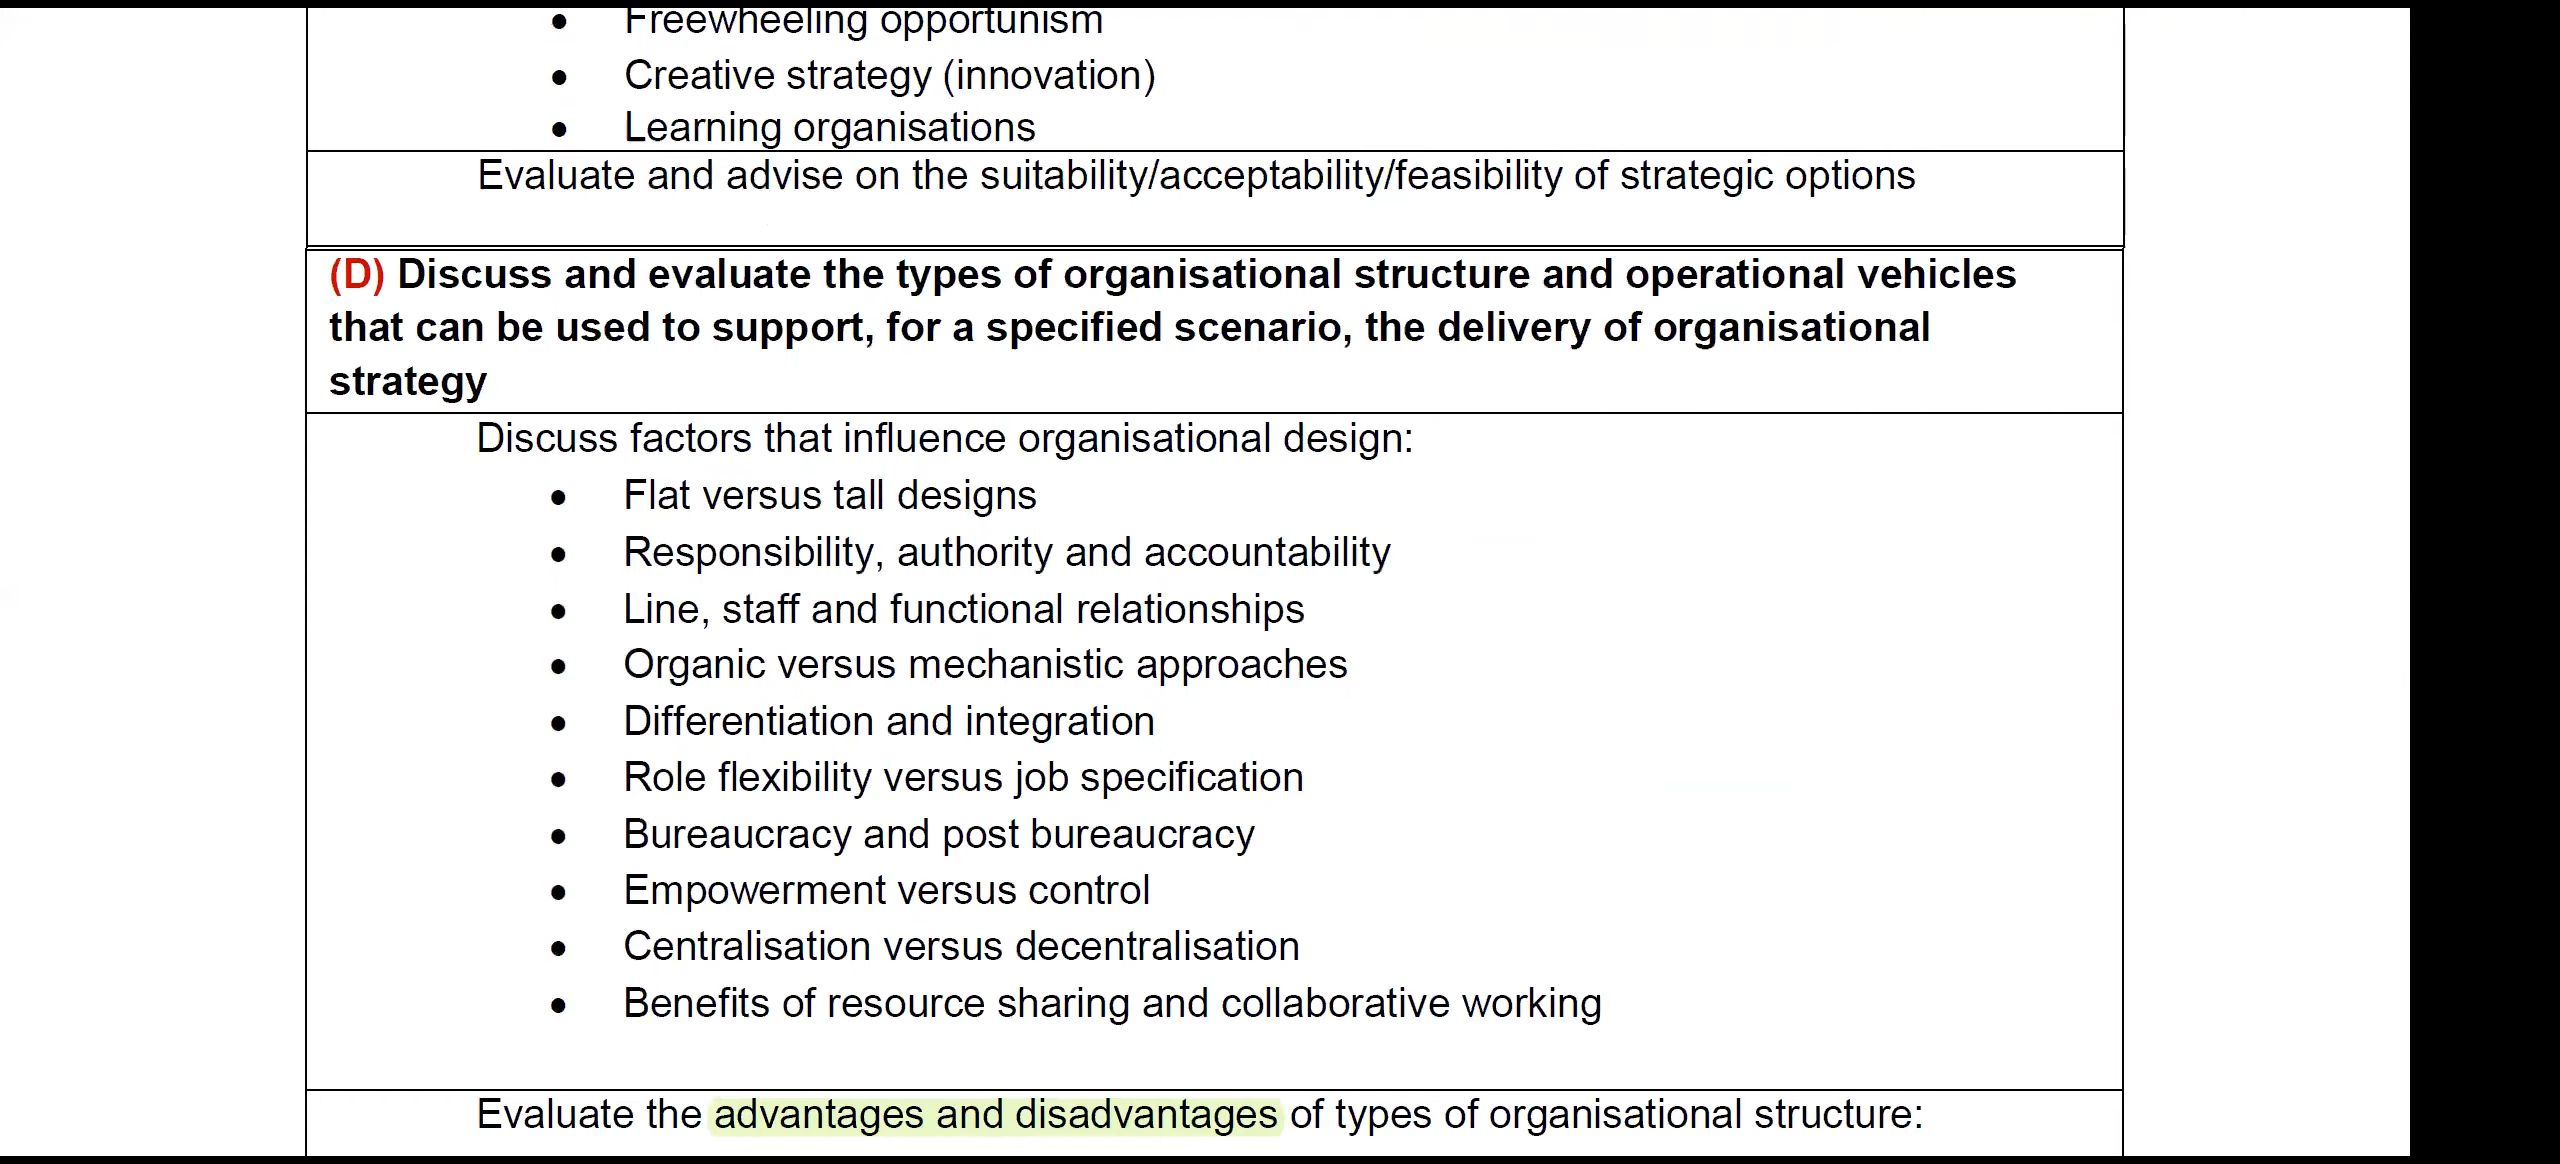 • Freewheeling opportunism
• Creative strategy (innovation)
• Learning organisations
Evaluate and advise on the suitability/acceptability/feasibility of strategic options
(D) Discuss and evaluate the types of organisational structure and operational vehicles
that can be used to support, for a specified scenario, the delivery of organisational
strategy
Discuss factors that influence organisational design:
• Flat versus tall designs
• Responsibility, authority and accountability
• Line, staff and functional relationships
• Organic versus mechanistic approaches
• Differentiation and integration
• Role flexibility versus job specification
• Bureaucracy and post bureaucracy
• Empowerment versus control
• Centralisation versus decentralisation
• Benefits of resource sharing and collaborative working
Evaluate the advantages and disadvantages of types of organisational structure: